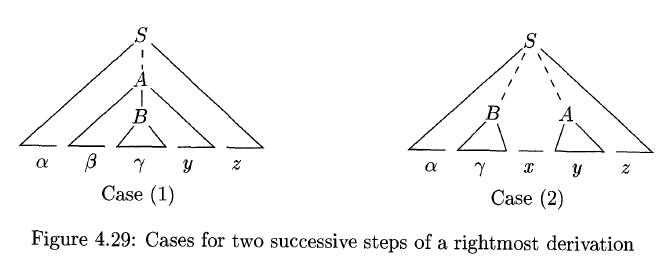 S S
A
B B A
α β γ y z α γ x y z
Case (1) Case (2)
Figure 4.29: Cases for two successive steps of a rightmost derivation